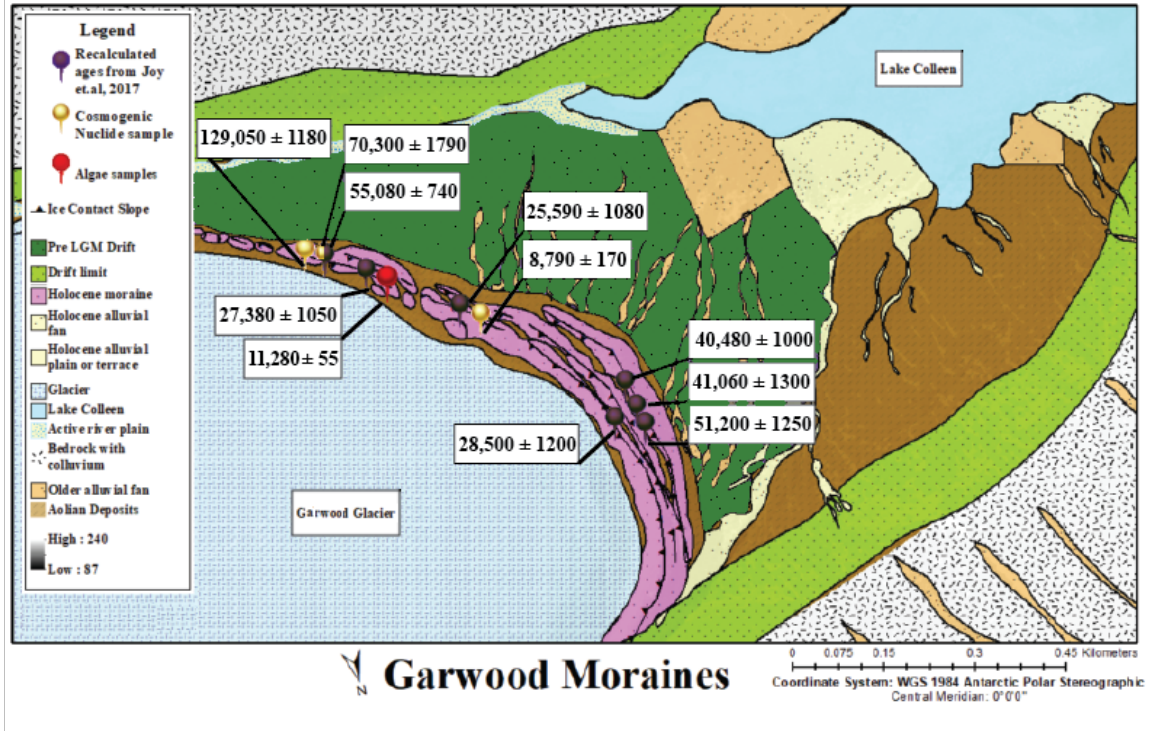 Legend
Recalculated
ages from Joy
et.al, 2017
Cosmogenic
Nuclide sample
Algae samples
Ice Contact Slope
Pre LGM Drift
Drift limit
Holocene moraine
Holocene alluvial
fan
Holocene alluvial
plain or terrace
Glacier
Lake Colleen
Active river plain
Bedrock with
colluvium
Older alluvial fan
Aolian Deposits
High : 240
Low : 87
Lake Colleen
129,050 ± 1180
70,300 ± 1790
55,080 ± 740
25,590 ± 1080
8,790 ± 170
27,380 ± 1050
11,280 ± 55
40,480 ± 1000
41,060 ± 1300
51,200 ± 1250
28,500 ± 1200
Garwood Glacier
N
Garwood Moraines
0 0.075 0.15 0.3 0.45 Kilometers
Coordinate System: WGS 1984 Antarctic Polar Stereographic
Central Meridian: 0°0'0"